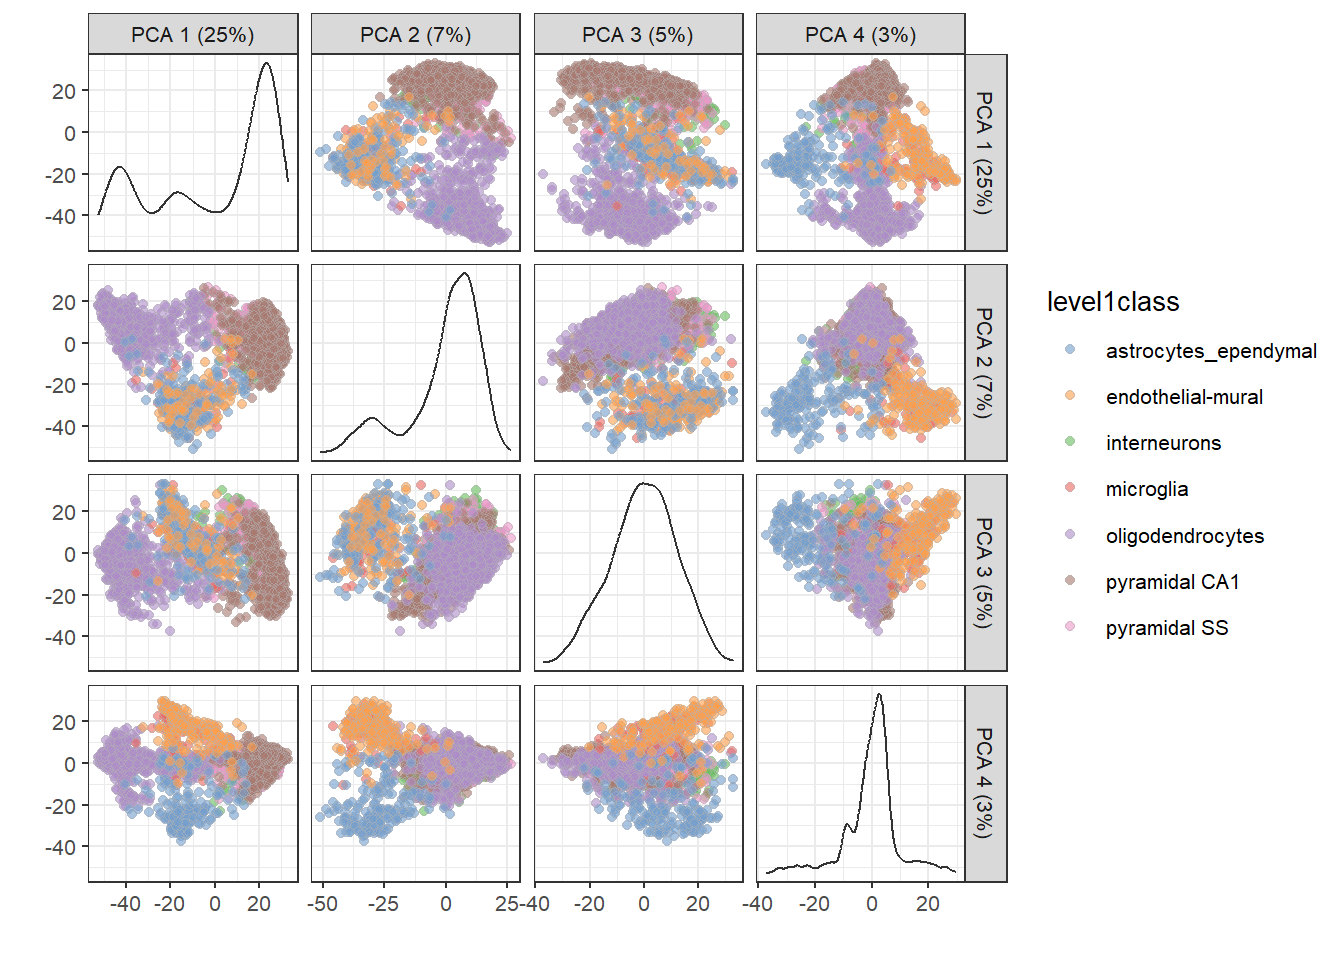 PCA 1 (25%) PCA 2 (7%) PCA 3 (5%) PCA 4 (3%)
20
0
-20
-40
PCA 1 (25%)
20
0
-20
-40
PCA 2 (7%)
20
0
-20
-40
PCA 3 (5%)
20
0
-20
-40
PCA 4 (3%)
-40 -20 0 20 -50 -25 0 25 -40 -20 0 20 -40 -20 0 20
level1class
astrocytes_ependymal
endothelial-mural
interneurons
microglia
oligodendrocytes
pyramidal CA1
pyramidal SS